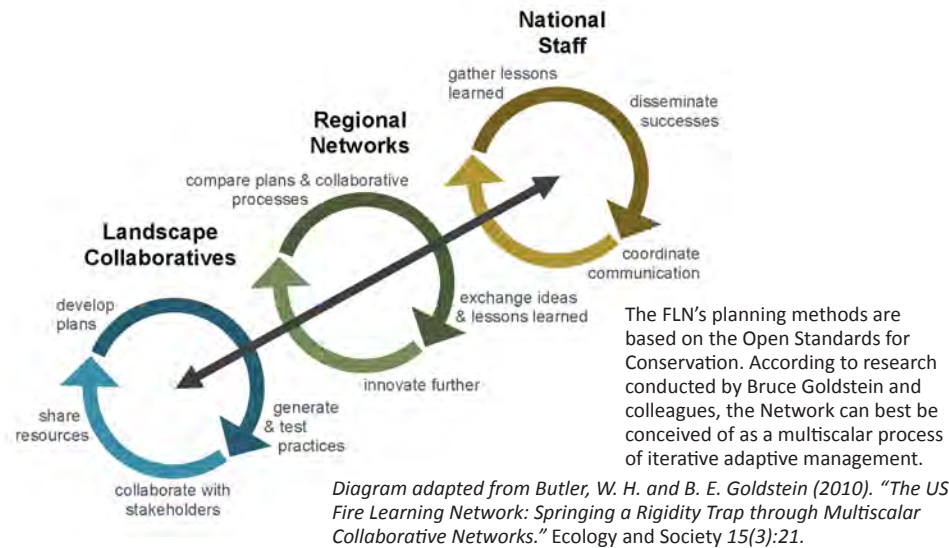 National
Staff
gather lessons
learned
disseminate
successes
coordinate
communication
Regional
Networks
compare plans & collaborative
processes
exchange ideas
& lessons learned
innovate further
Landscape
Collaboratives
develop
plans
generate
& test
practices
collaborate with
stakeholders
share
resources
The FLN’s planning methods are
based on the Open Standards for
Conservation. According to research
conducted by Bruce Goldstein and
colleagues, the Network can best be
conceived of as a multiscalar process
of iterative adaptive management.
Diagram adapted from Butler, W. H. and B. E. Goldstein (2010). “The US
Fire Learning Network: Springing a Rigidity Trap through Multiscalar
Collaborative Networks.” Ecology and Society 15(3):21.